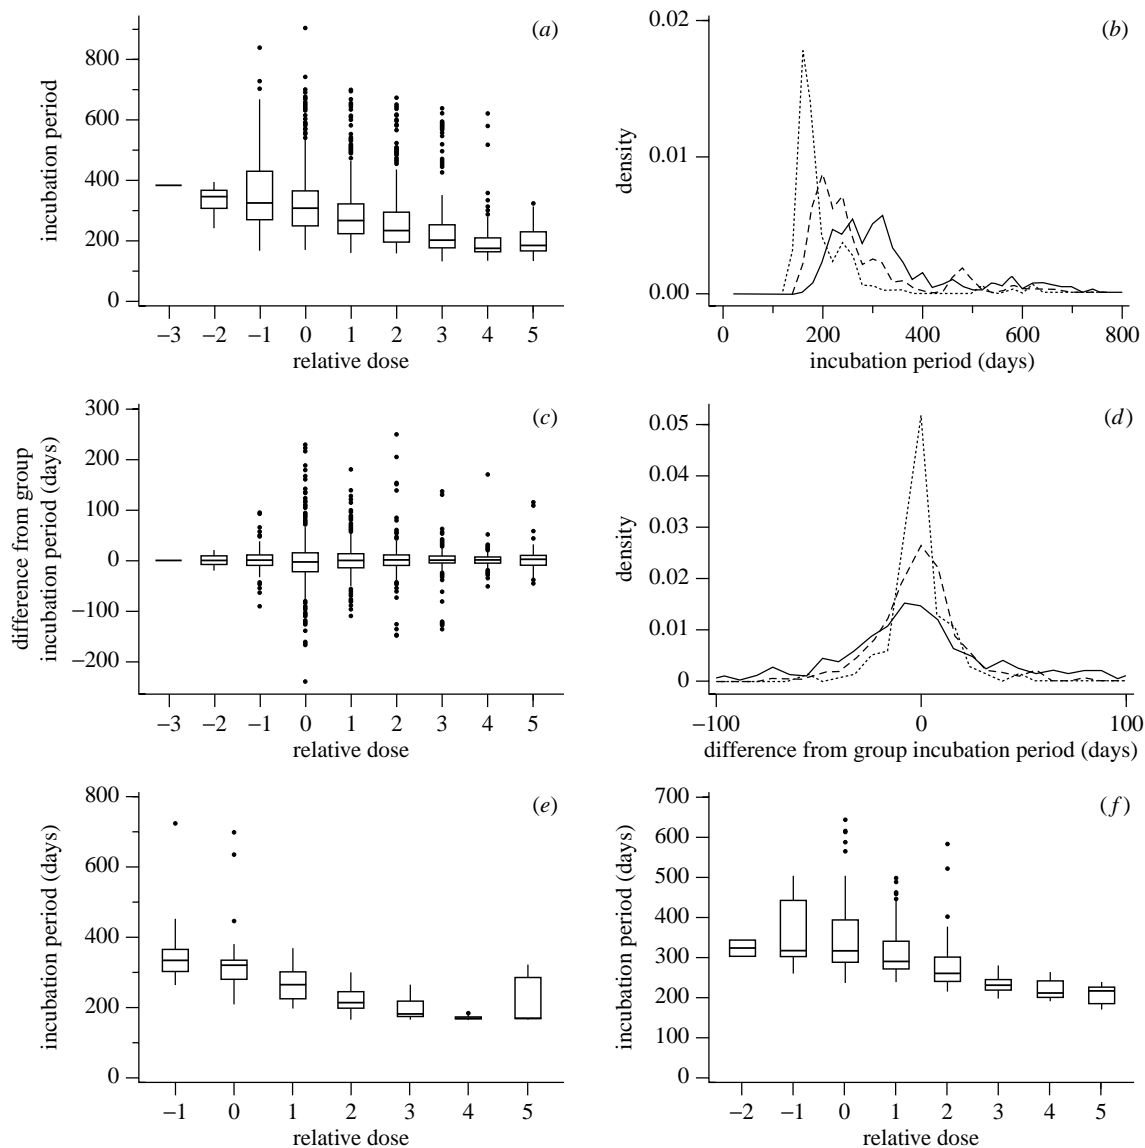 (a)
incubation period
800
600
400
200
0
−3 −2 −1 0 1 2 3 4 5
relative dose
(b)
density
0.02
0.01
0.00
0 200 400 600 800
incubation period (days)
(c)
difference from group
incubation period (days)
300
200
100
0
−100
−200
−3 −2 −1 0 1 2 3 4 5
relative dose
(d)
density
0.05
0.04
0.03
0.02
0.01
0
−100 0 100
difference from group incubation period (days)
(e)
incubation period (days)
800
600
400
200
0
−1 0 1 2 3 4 5
relative dose
(f)
incubation period (days)
700
600
500
400
300
200
100
0
−2 −1 0 1 2 3 4 5
relative dose